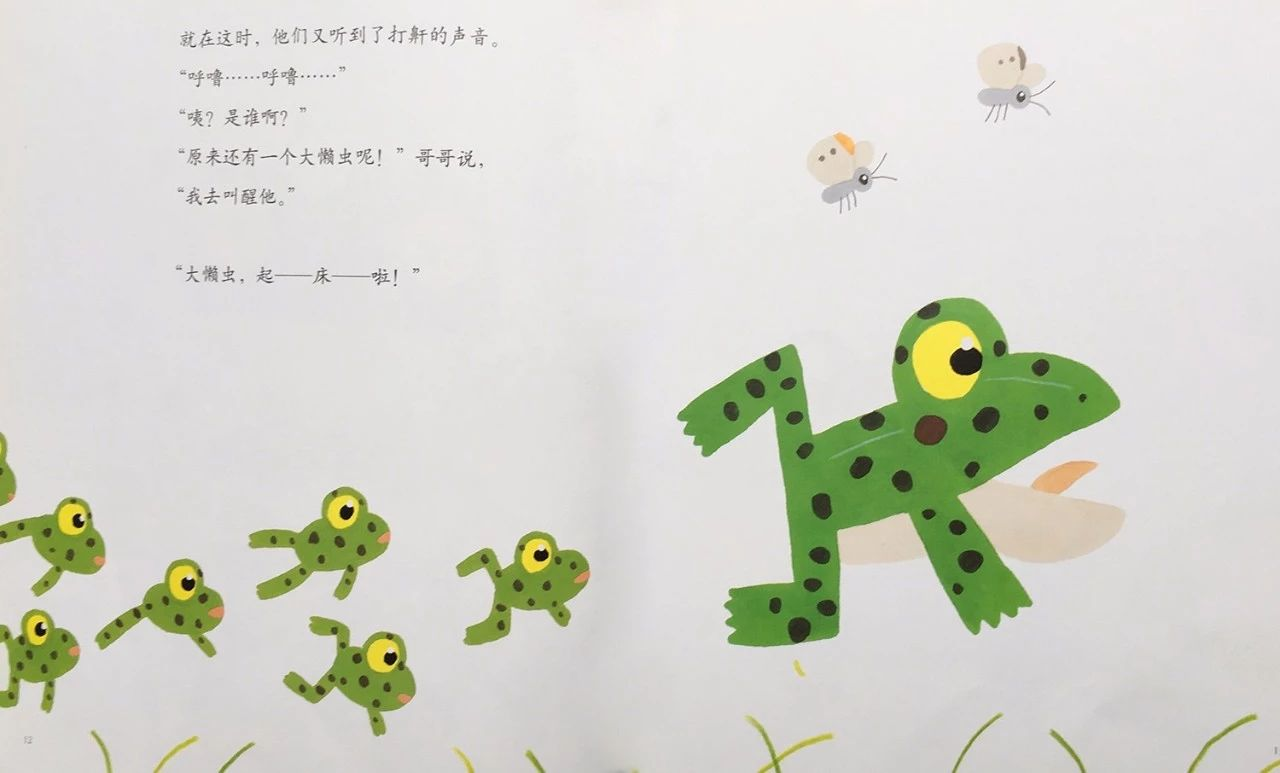 就在这时，他们又听到了打鼾的声音。
“呼噜……呼噜……”
“咦？是谁啊？”
“原来还有一个大懒虫呢！”哥哥说，
“我去叫醒他。”
“大懒虫，起——床——啦！”
12